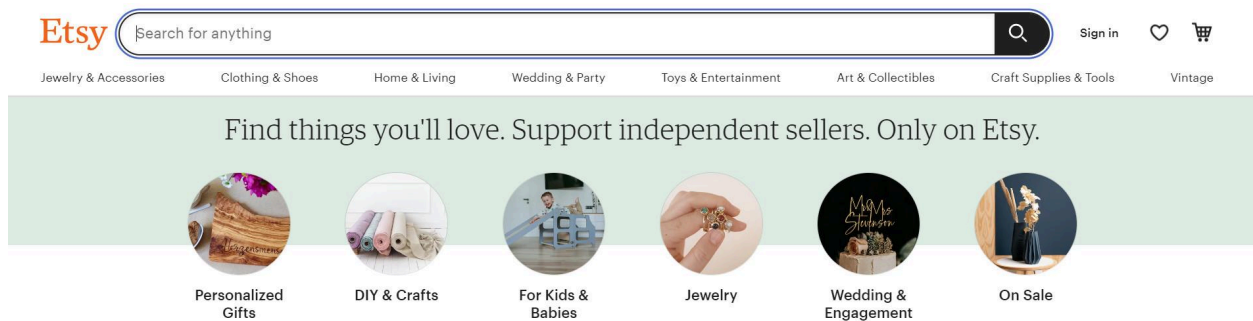 Etsy
Search for anything
Sign in
Jewelry & Accessories
Clothing & Shoes
Home & Living
Wedding & Party
Toys & Entertainment
Art & Collectibles
Craft Supplies & Tools
Vintage
Find things you'll love. Support independent sellers. Only on Etsy.
Mr & Mrs
Stevenson
Personalized
Gifts
DIY & Crafts
For Kids &
Babies
Jewelry
Wedding &
Engagement
On Sale